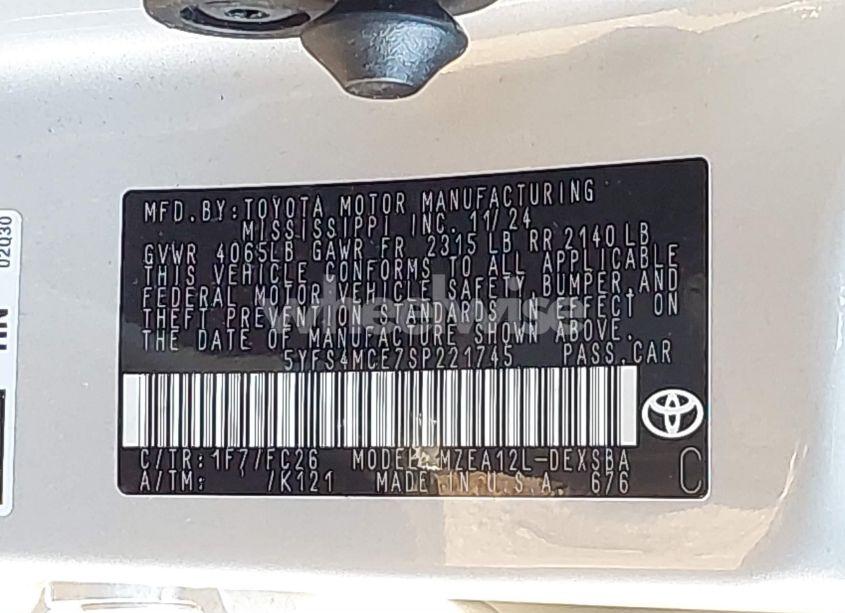 MFD.BY:TOYOTA MOTOR MANUFACTURING
MISSISSIPPI INC. 11/24
GVWR 4065LB GAWR FR 2315 LB RR 2140 LB
THIS VEHICLE CONFORMS TO ALL APPLICABLE
FEDERAL MOTOR VEHICLE SAFETY, BUMPER, AND
THEFT PREVENTION STANDARDS IN EFFECT ON
THE DATE OF MANUFACTURE SHOWN ABOVE.
5YFS4MCE7SP221745 PASS.CAR
C/TR: 1F7/FC26 MODEL: MZEA12L-DEXSBA
A/TM: /K121 MADE IN U.S.A. 676 C
02Q30
wheelwise